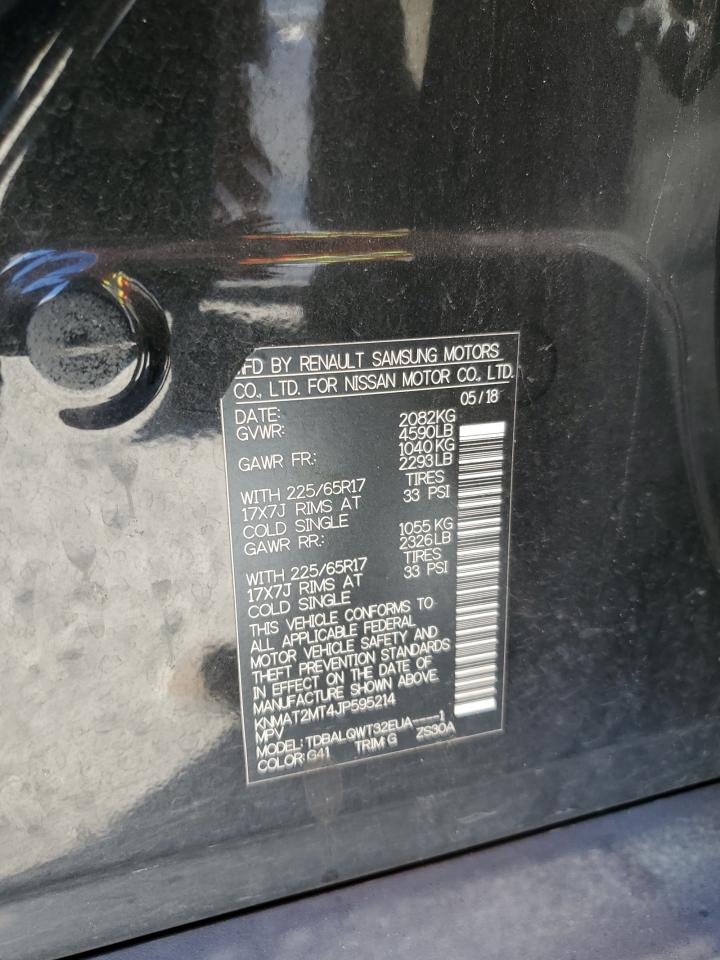 MFD BY RENAULT SAMSUNG MOTORS
CO., LTD. FOR NISSAN MOTOR CO., LTD.
DATE: 05/18
GVWR: 2082KG
4590LB
GAWR FR: 1040KG
2293LB
WITH 225/65R17 TIRES
17X7J RIMS AT 33 PSI
COLD SINGLE
GAWR RR: 1055KG
2326LB
WITH 225/65R17 TIRES
17X7J RIMS AT 33 PSI
COLD SINGLE
THIS VEHICLE CONFORMS TO
ALL APPLICABLE FEDERAL
MOTOR VEHICLE SAFETY AND
THEFT PREVENTION STANDARDS
IN EFFECT ON THE DATE OF
MANUFACTURE SHOWN ABOVE.
KNMAT2MT4JP595214
MPV
MODEL: TDBALQWT32EUA----1
COLOR: G41 TRIM: G ZS30A